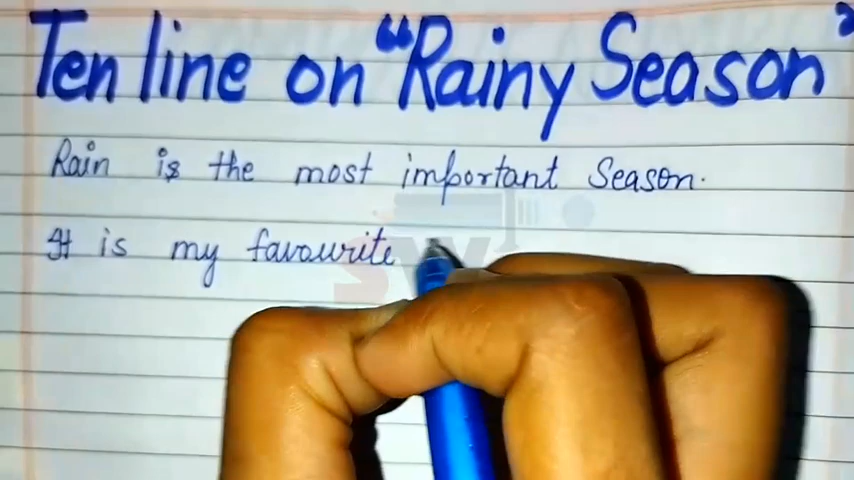 Ten line on "Rainy Season"
Rain is the most important Season.
It is my favourite